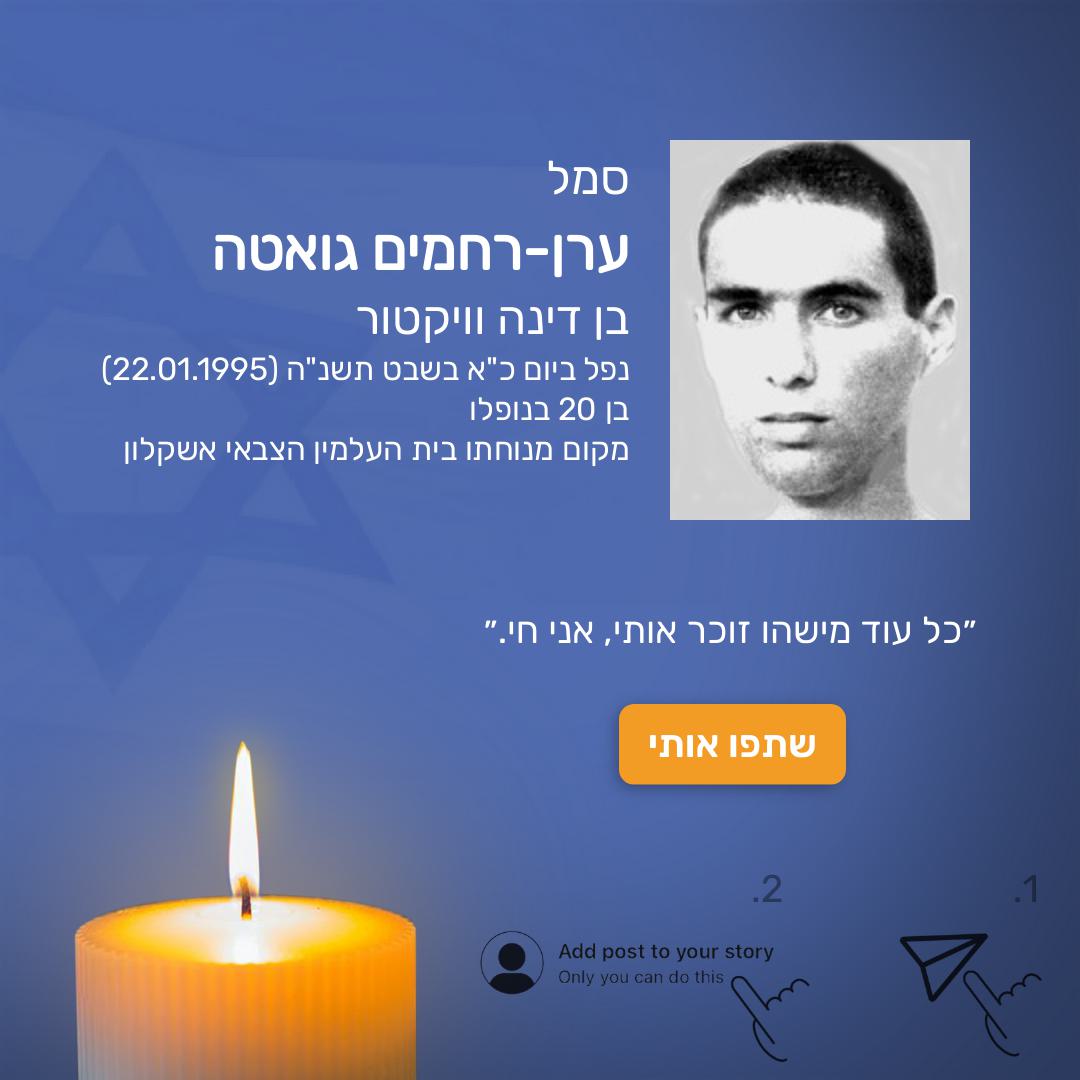 סמל
ערן-רחמים גואטה
בן דינה וויקטור
נפל ביום כ"א בשבט תשנ"ה (22.01.1995)
בן 20 בנופלו
מקום מנוחתו בית העלמין הצבאי אשקלון
״כל עוד מישהו זוכר אותי, אני חי.״
שתפו אותי
.1
.2
Add post to your story
Only you can do this